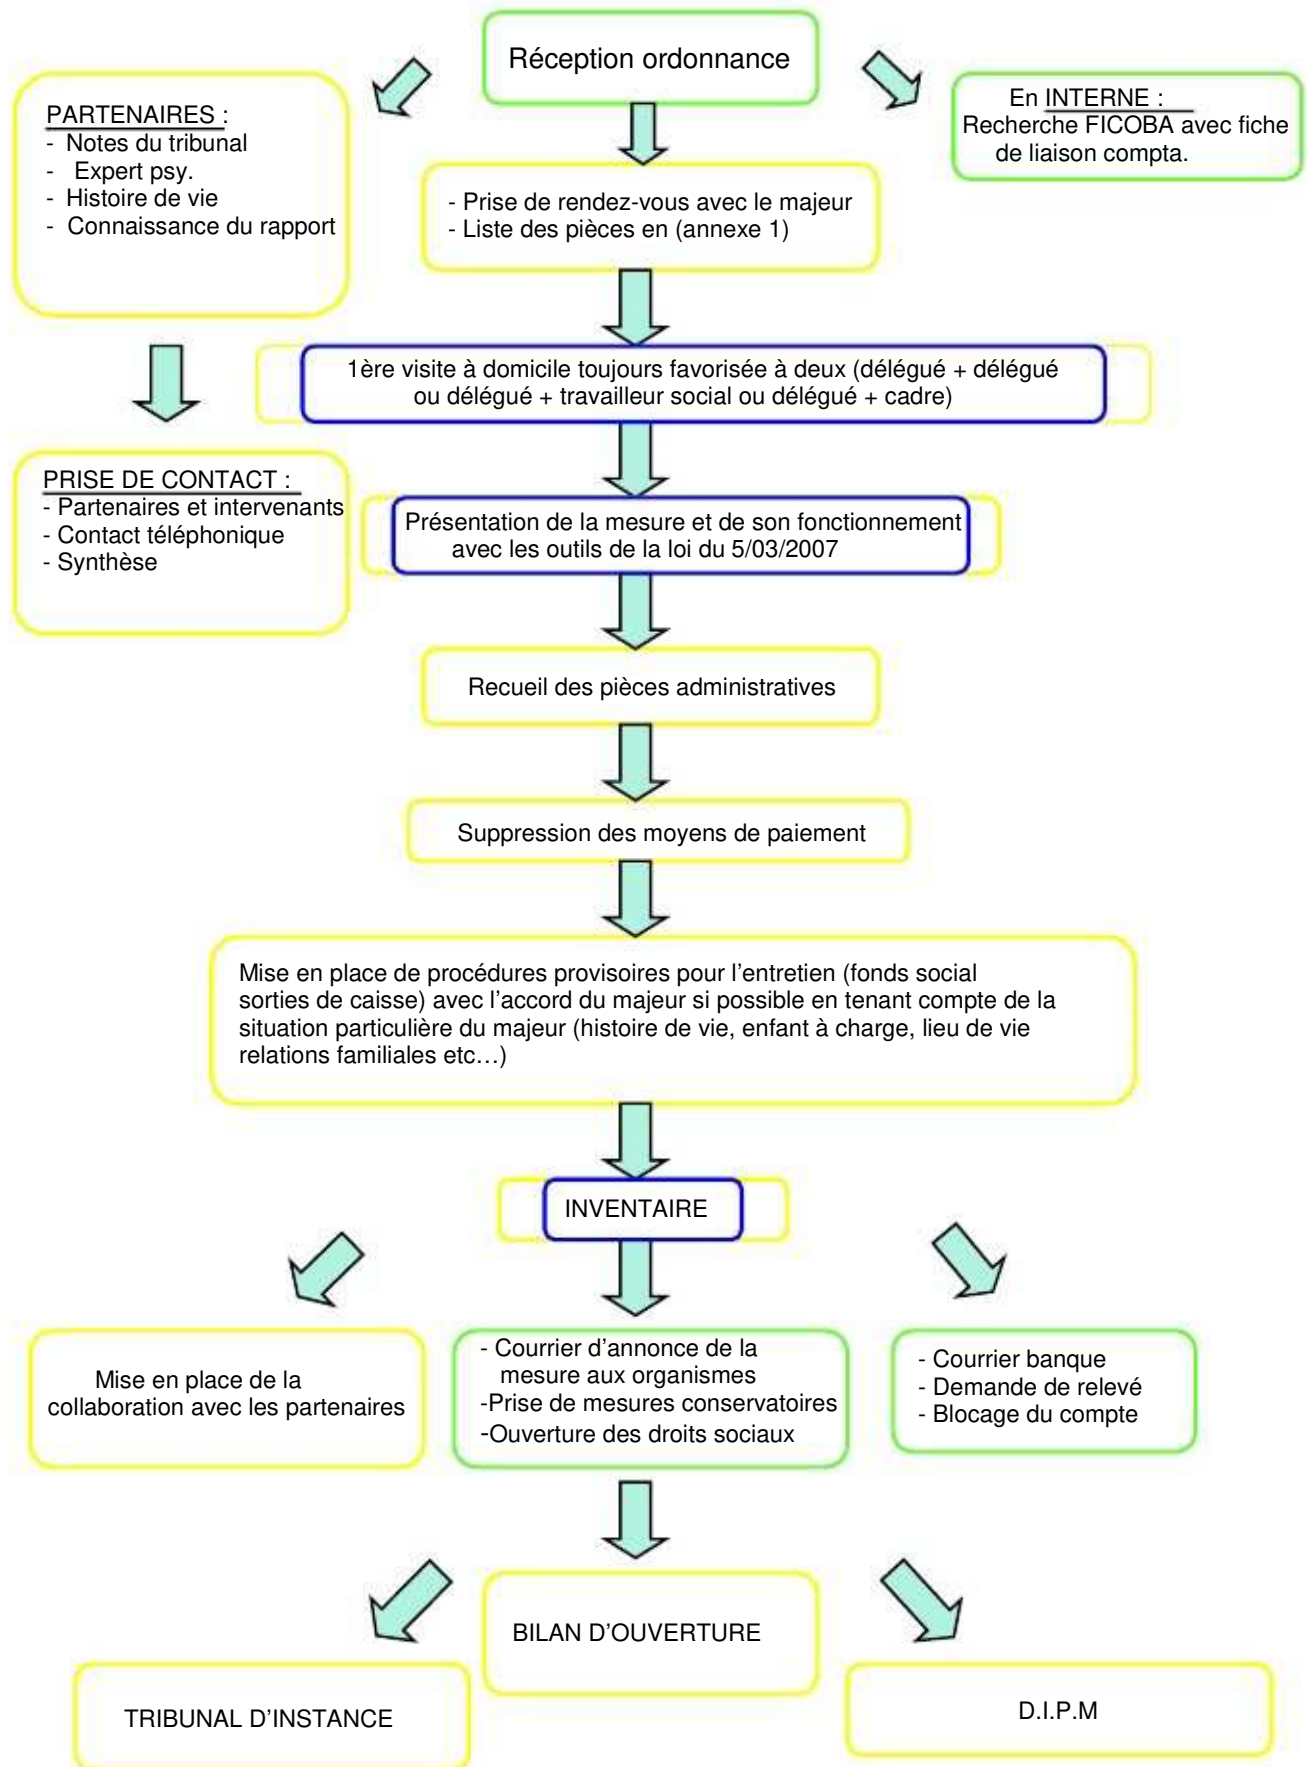 Réception ordonnance
PARTENAIRES :
- Notes du tribunal
- Expert psy.
- Histoire de vie
- Connaissance du rapport
En INTERNE :
Recherche FICOBA avec fiche
de liaison compta.
- Prise de rendez-vous avec le majeur
- Liste des pièces en (annexe 1)
1ère visite à domicile toujours favorisée à deux (délégué + délégué
ou délégué + travailleur social ou délégué + cadre)
PRISE DE CONTACT :
- Partenaires et intervenants
- Contact téléphonique
- Synthèse
Présentation de la mesure et de son fonctionnement
avec les outils de la loi du 5/03/2007
Recueil des pièces administratives
Suppression des moyens de paiement
Mise en place de procédures provisoires pour l’entretien (fonds social
sorties de caisse) avec l’accord du majeur si possible en tenant compte de la
situation particulière du majeur (histoire de vie, enfant à charge, lieu de vie
relations familiales etc…)
INVENTAIRE
Mise en place de la
collaboration avec les partenaires
- Courrier d’annonce de la
mesure aux organismes
-Prise de mesures conservatoires
-Ouverture des droits sociaux
- Courrier banque
- Demande de relevé
- Blocage du compte
BILAN D’OUVERTURE
TRIBUNAL D’INSTANCE
D.I.P.M